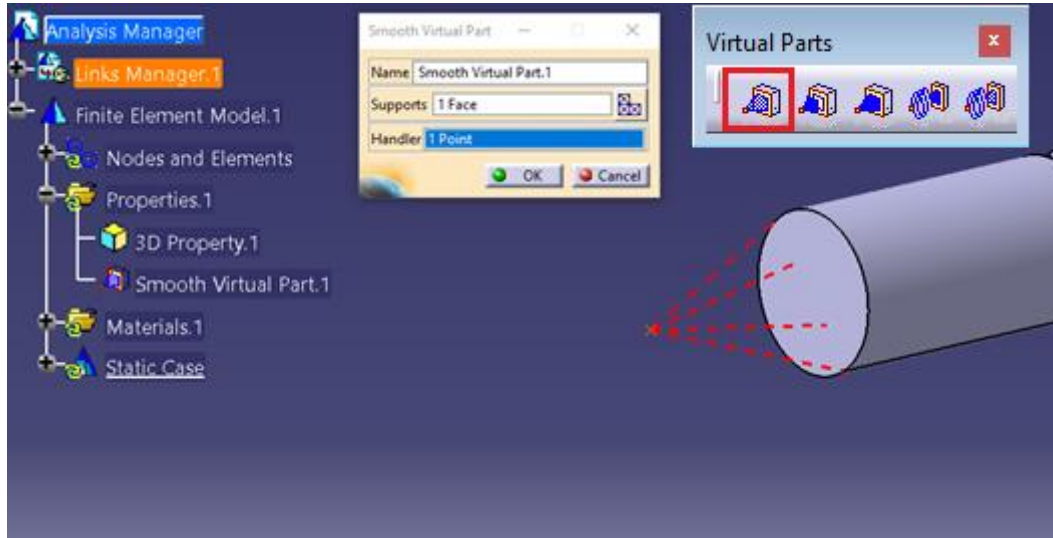 Analysis Manager
Links Manager.1
Finite Element Model.1
Nodes and Elements
Properties.1
3D Property.1
Smooth Virtual Part.1
Materials.1
Static Case
Smooth Virtual Part
Name Smooth Virtual Part.1
Supports 1 Face
Handler 1 Point
OK Cancel
Virtual Parts